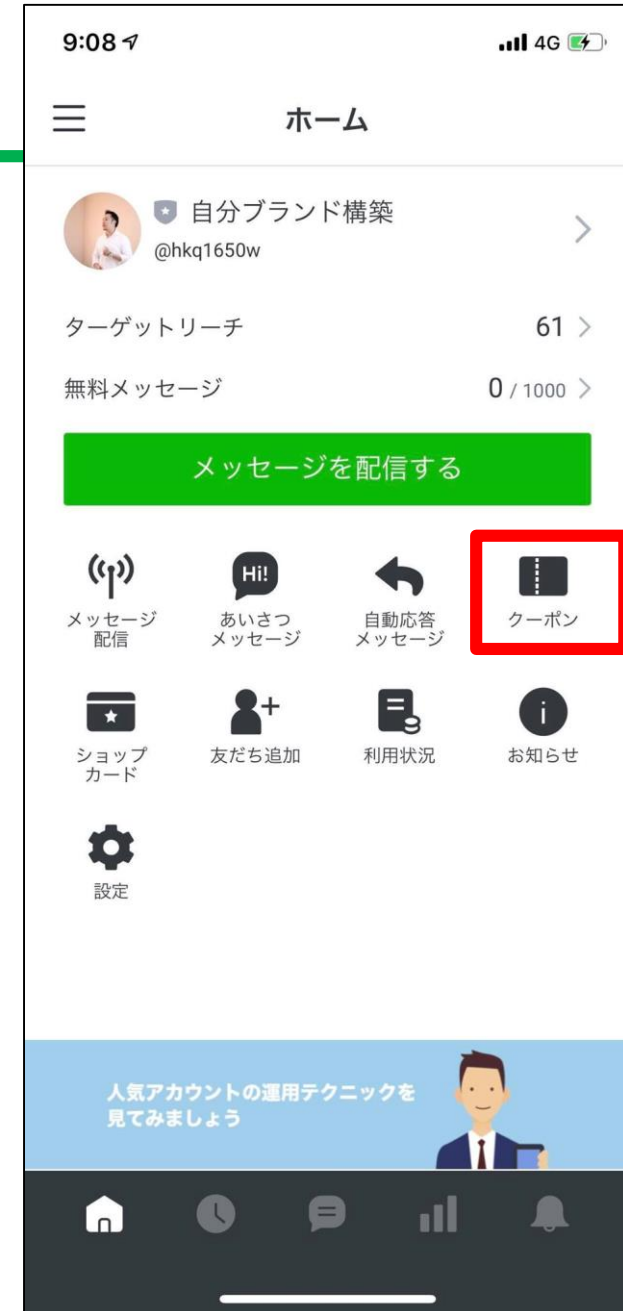 9:08
4G
ホーム
自分ブランド構築
@hkq1650w
ターゲットリーチ
61
無料メッセージ
0 / 1000
メッセージを配信する
Hi!
メッセージ
配信
あいさつ
メッセージ
自動応答
メッセージ
クーポン
ショップ
カード
友だち追加
利用状況
お知らせ
設定
人気アカウントの運用テクニックを
見てみましょう